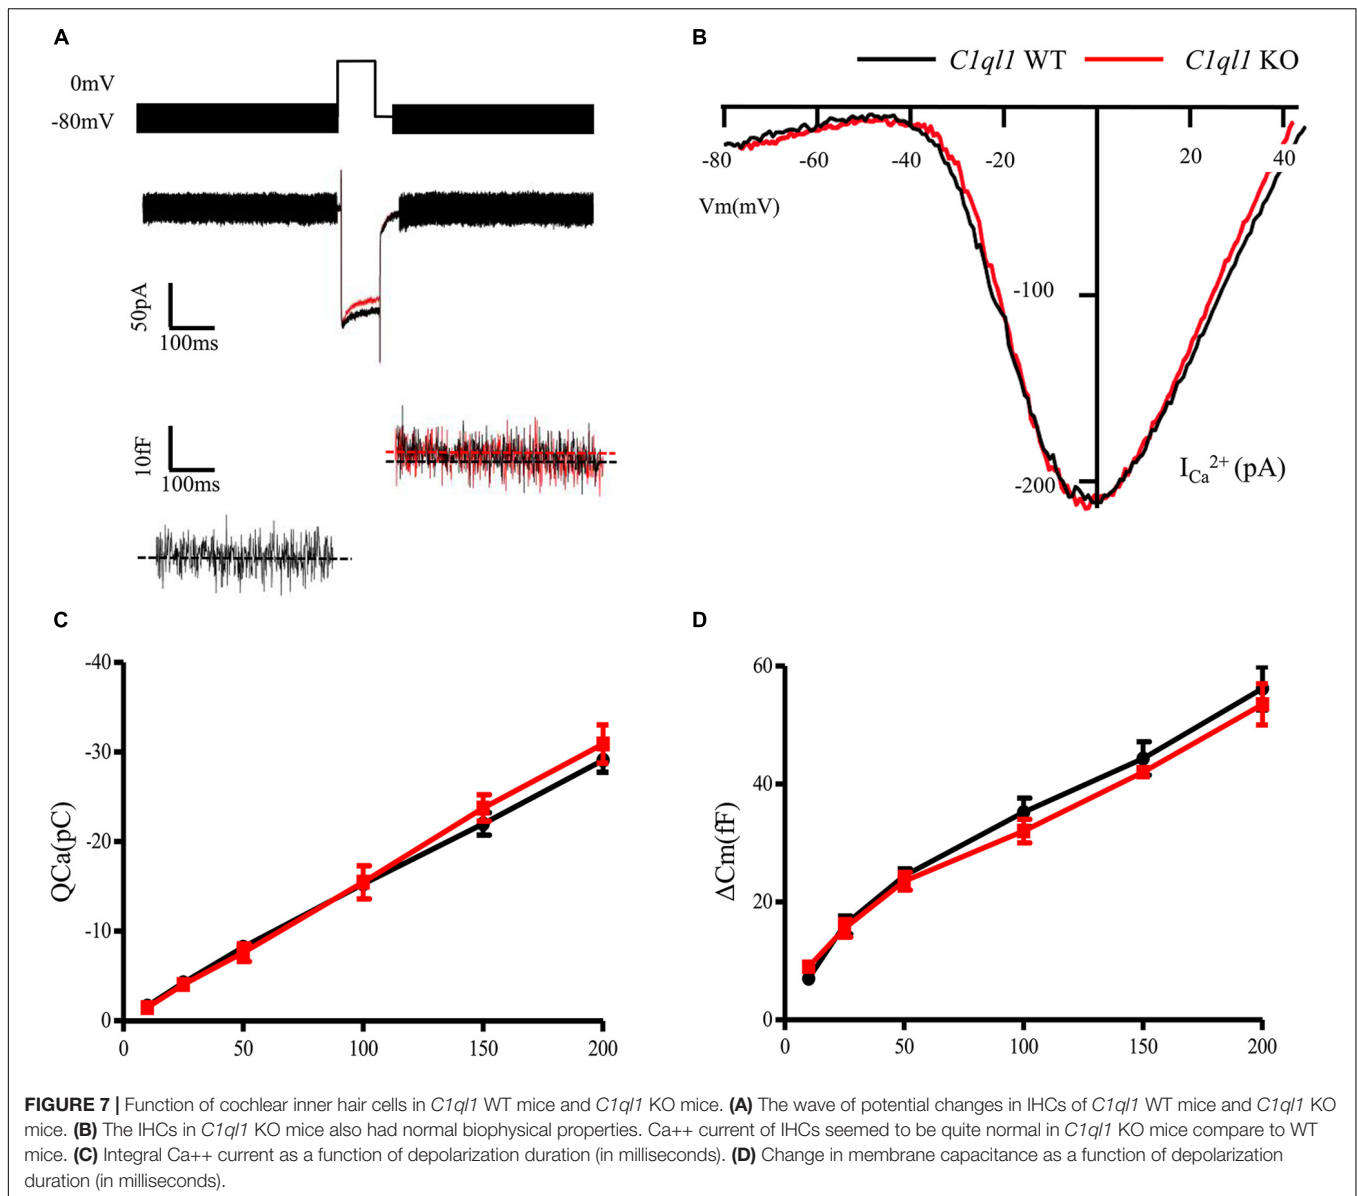 A
0mV
-80mV
50pA
100ms
10fF
100ms
B
C1ql1 WT
C1ql1 KO
-80
-60
-40
-20
20
40
Vm(mV)
-100
-200
I_Ca^2+ (pA)
C
-40
-30
-20
-10
0
QCa(pC)
0
50
100
150
200
D
60
40
20
0
ΔCm(fF)
0
50
100
150
200
FIGURE 7 | Function of cochlear inner hair cells in C1ql1 WT mice and C1ql1 KO mice. (A) The wave of potential changes in IHCs of C1ql1 WT mice and C1ql1 KO
mice. (B) The IHCs in C1ql1 KO mice also had normal biophysical properties. Ca++ current of IHCs seemed to be quite normal in C1ql1 KO mice compare to WT
mice. (C) Integral Ca++ current as a function of depolarization duration (in milliseconds). (D) Change in membrane capacitance as a function of depolarization
duration (in milliseconds).